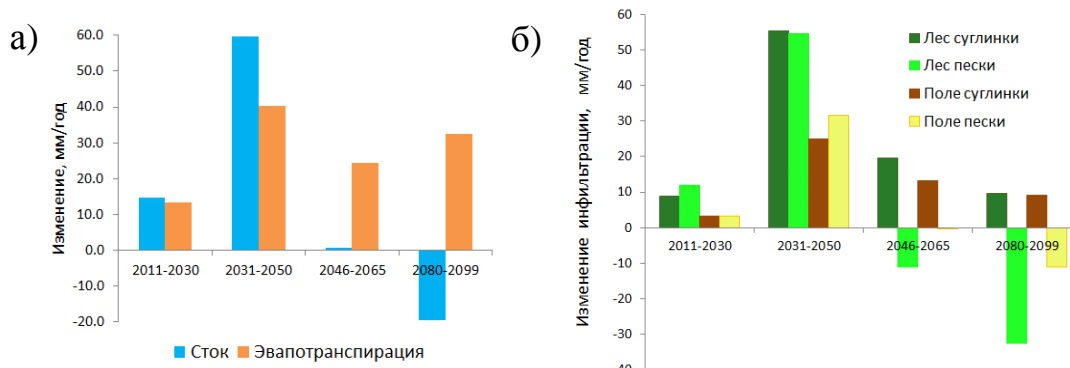 а)
Изменение, мм/год
60.0
50.0
40.0
30.0
20.0
10.0
0.0
-10.0
-20.0
2011-2030
2031-2050
2046-2065
2080-2099
Сток
Эвапотранспирация
б)
Изменение инфильтрации, мм/год
60
50
40
30
20
10
0
-10
-20
-30
-40
2011-2030
2031-2050
2046-2065
2080-2099
Лес суглинки
Лес пески
Поле суглинки
Поле пески